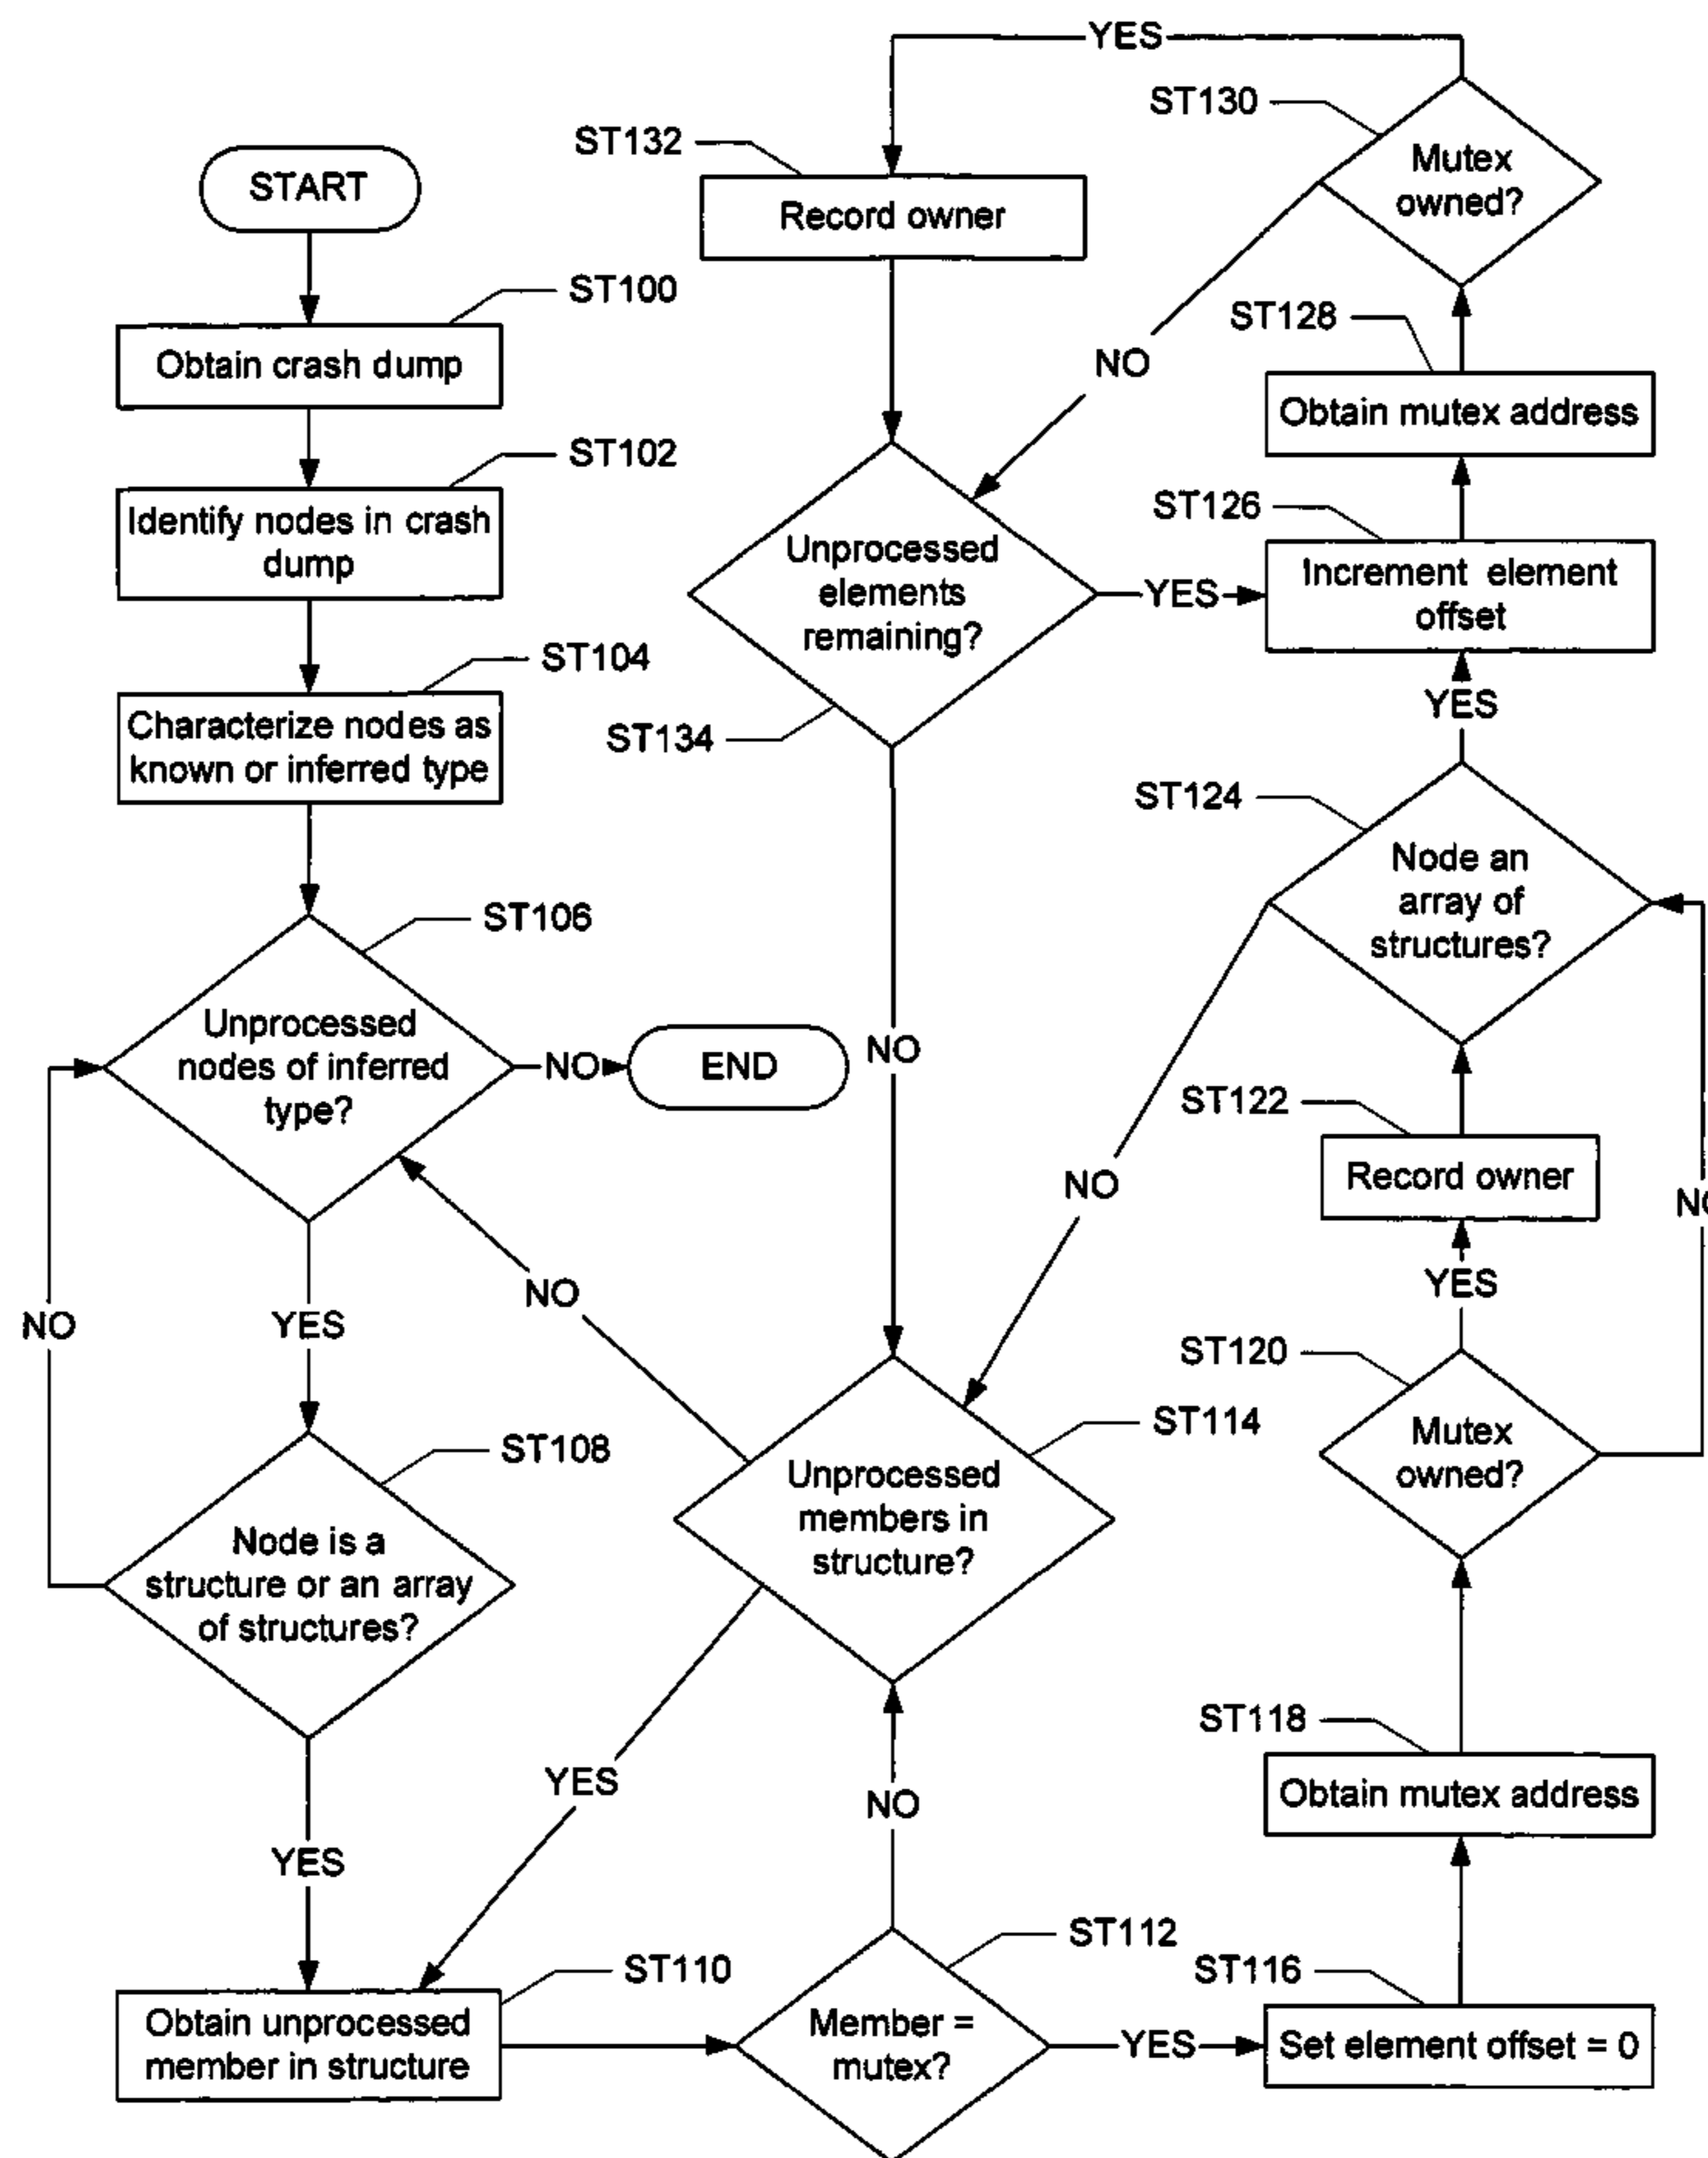 START
ST100
Obtain crash dump
ST102
Identify nodes in crash
dump
ST104
Characterize nodes as
known or inferred type
ST106
Unprocessed
nodes of inferred
type?
NO
END
YES
NO
ST108
Node is a
structure or an array
of structures?
YES
ST110
Obtain unprocessed
member in structure
ST112
Member =
mutex?
NO
YES
ST114
Unprocessed
members in
structure?
NO
YES
ST116
Set element offset = 0
ST118
Obtain mutex address
ST120
Mutex
owned?
YES
ST122
Record owner
ST124
Node an
array of
structures?
NO
YES
ST126
Increment element
offset
ST128
Obtain mutex address
ST130
Mutex
owned?
YES
NO
ST132
Record owner
ST134
Unprocessed
elements
remaining?
YES
NO